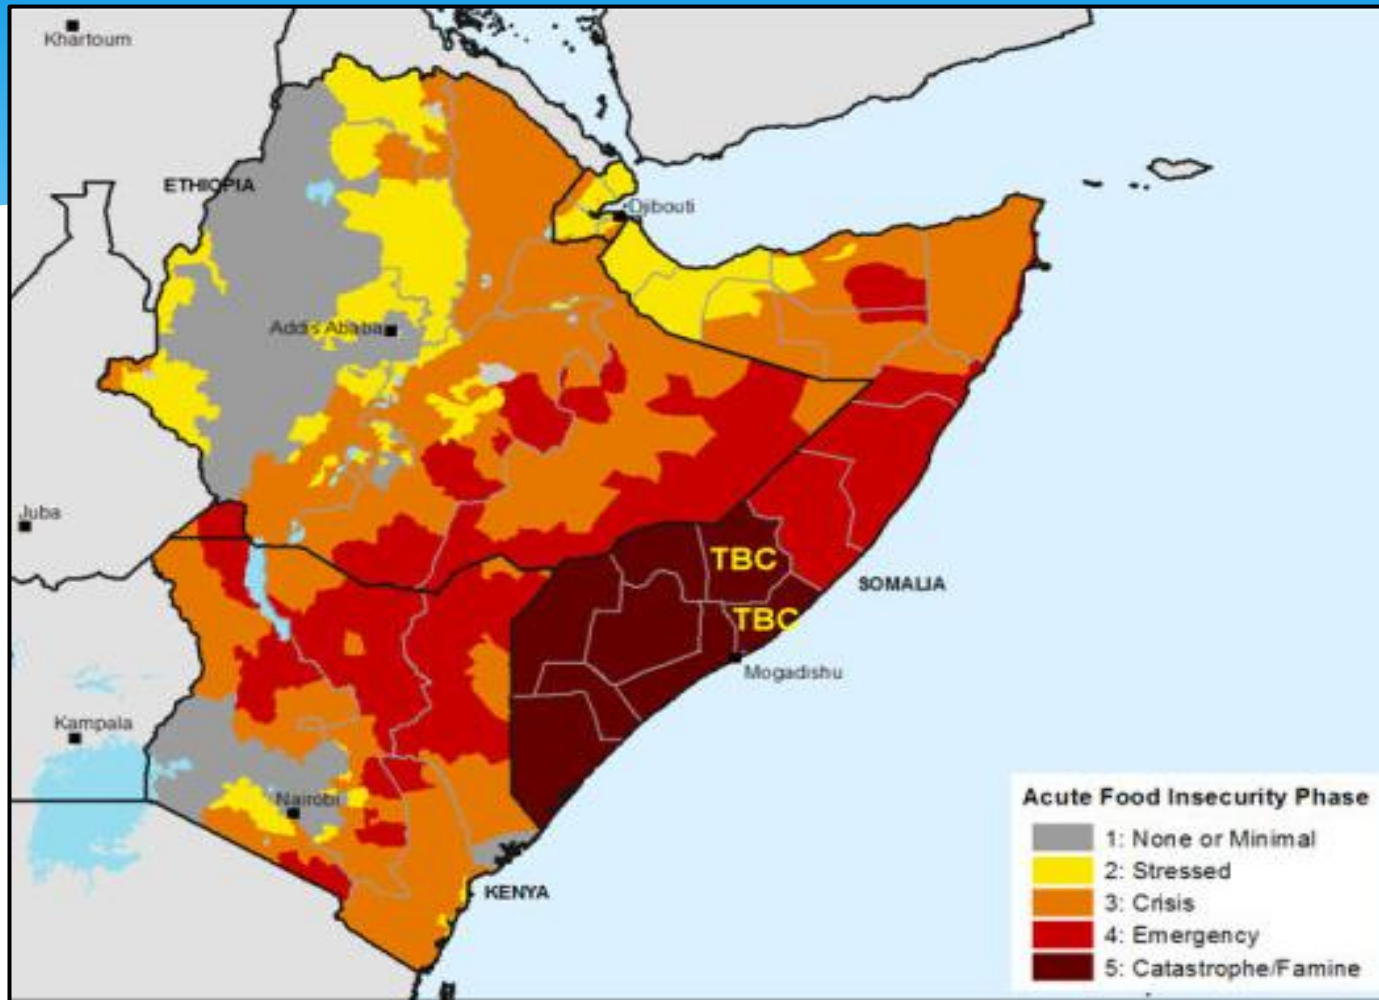 Khartoum
ETHIOPIA
Djibouti
Addis Ababa
Juba
TBC
SOMALIA
TBC
Mogadishu
Kampala
Nairobi
KENYA
Acute Food Insecurity Phase
1: None or Minimal
2: Stressed
3: Crisis
4: Emergency
5: Catastrophe/Famine